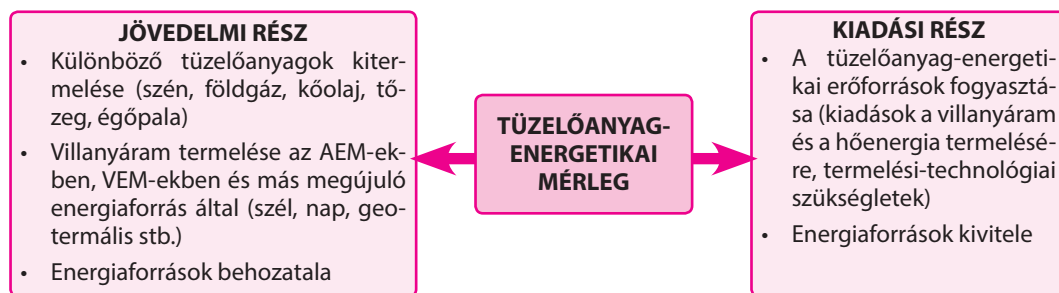 JÖVEDELMI RÉSZ
• Különböző tüzelőanyagok kiter-
melése (szén, földgáz, kőolaj, tő-
zeg, égőpala)
• Villanyáram termelése az AEM-ek-
ben, VEM-ekben és más megújuló
energiaforrás által (szél, nap, geo-
termális stb.)
• Energiaforrások behozatala
TÜZELŐANYAG-
ENERGETIKAI
MÉRLEG
KIADÁSI RÉSZ
• A tüzelőanyag-energeti-
kai erőforrások fogyasztá-
sa (kiadások a villanyáram
és a hőenergia termelésé-
re, termelési-technológiai
szükségletek)
• Energiaforrások kivitele